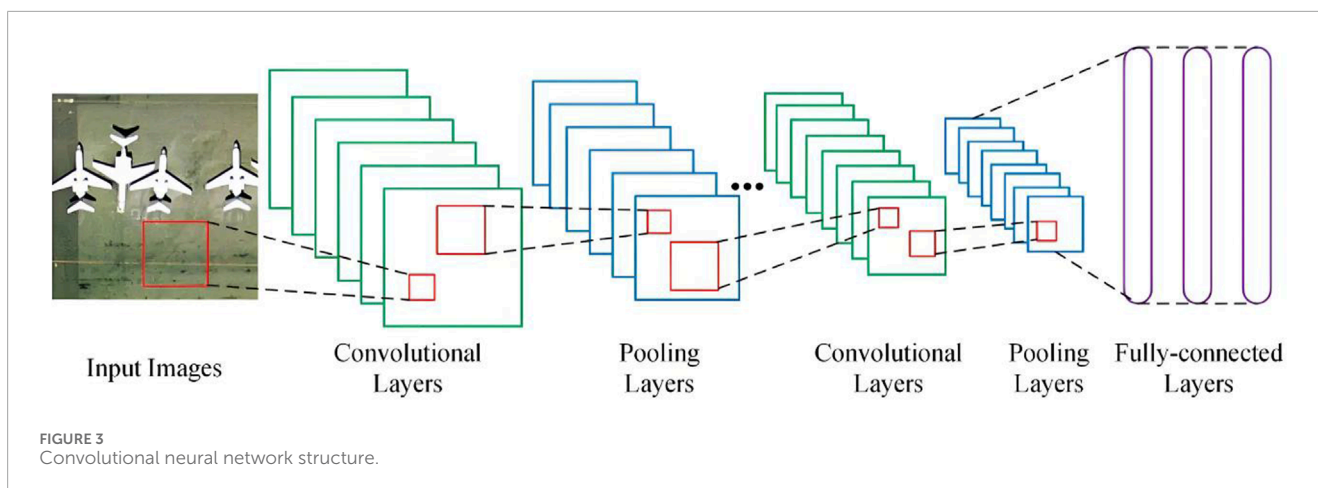 Input Images
Convolutional
Layers
Pooling
Layers
...
Convolutional
Layers
Pooling
Layers
Fully-connected
Layers
FIGURE 3
Convolutional neural network structure.